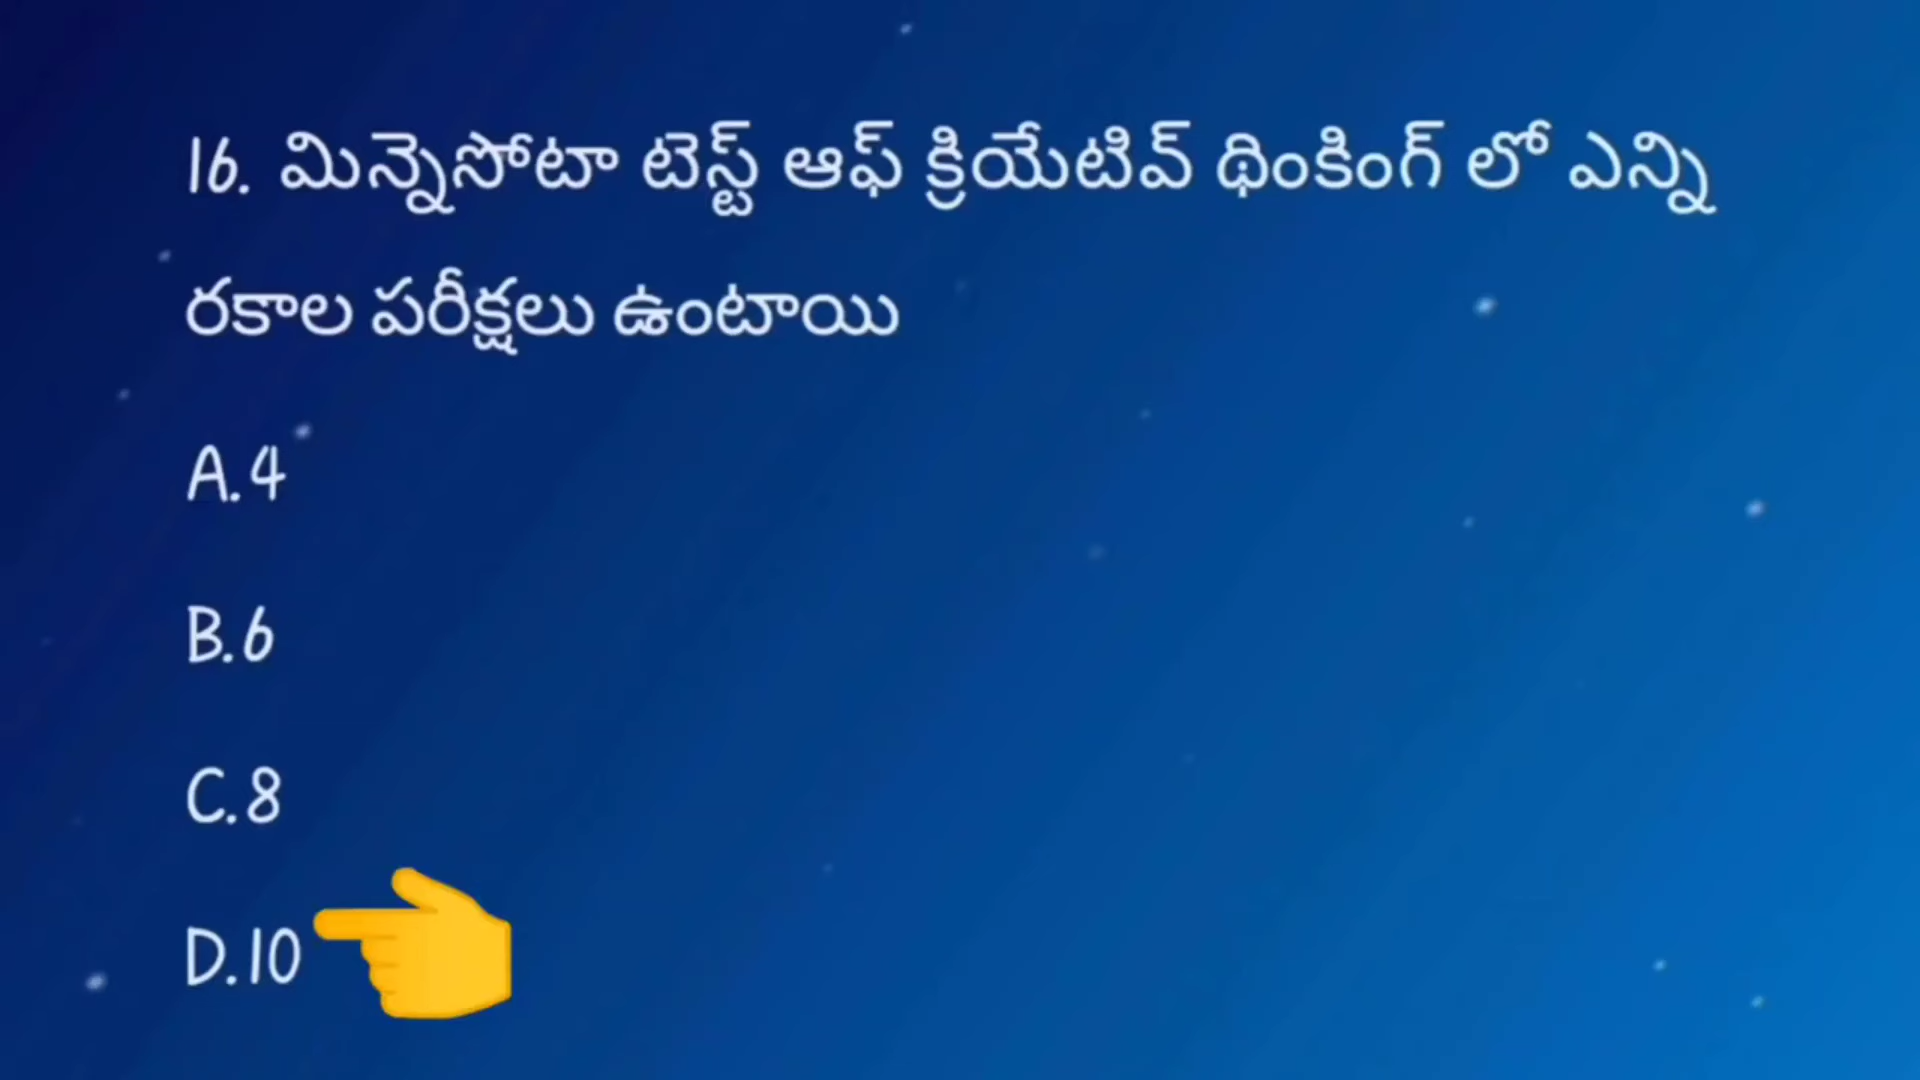 16. మిన్నెసోటా టెస్ట్ ఆఫ్ క్రియేటివ్ థింకింగ్ లో ఎన్ని
రకాల పరీక్షలు ఉంటాయి
A.4
B.6
C.8
D.10